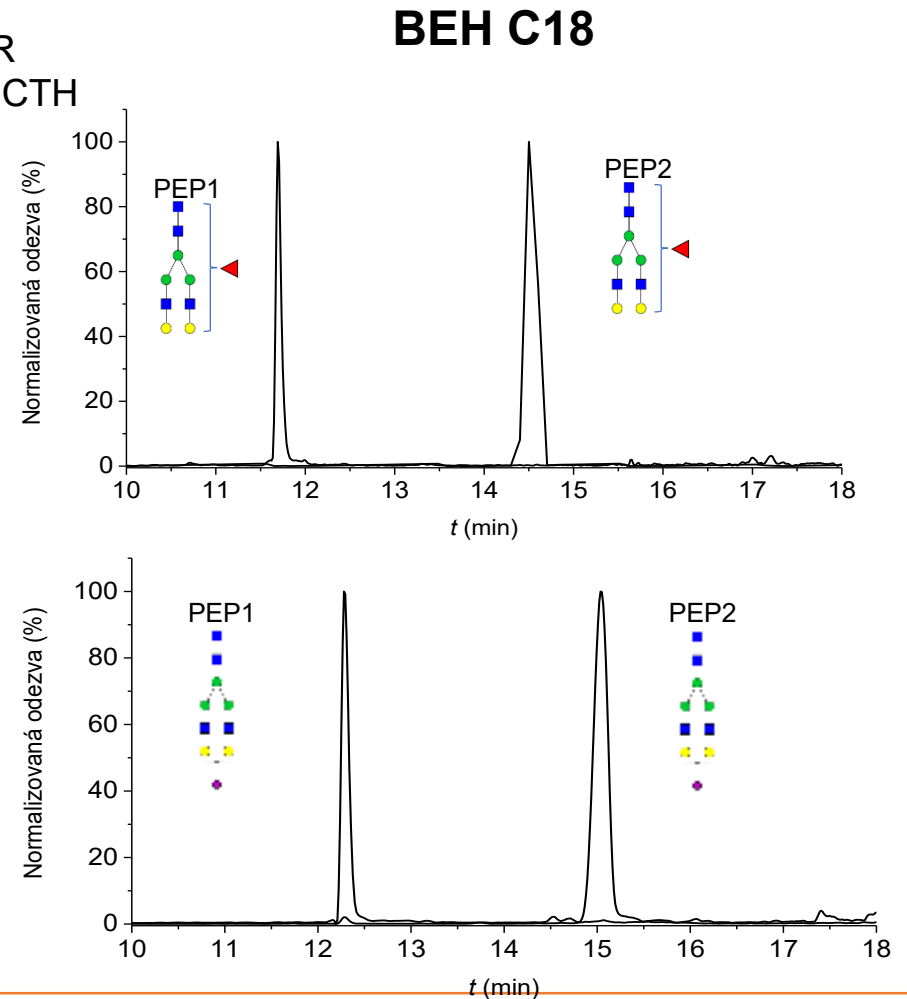 BEH C18
R
CTH
Normalizovaná odezva (%)
100
80
60
40
20
0
PEP1
PEP2
10 11 12 13 14 15 16 17 18
t (min)
Normalizovaná odezva (%)
100
80
60
40
20
0
PEP1
PEP2
10 11 12 13 14 15 16 17 18
t (min)